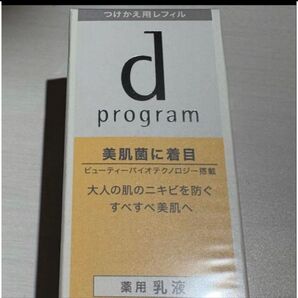 つけかえ用レフィル
d
program
美肌菌に着目
ビューティーバイオテクノロジー搭載
大人の肌のニキビを防ぐ
すべすべ美肌へ
薬用 乳液